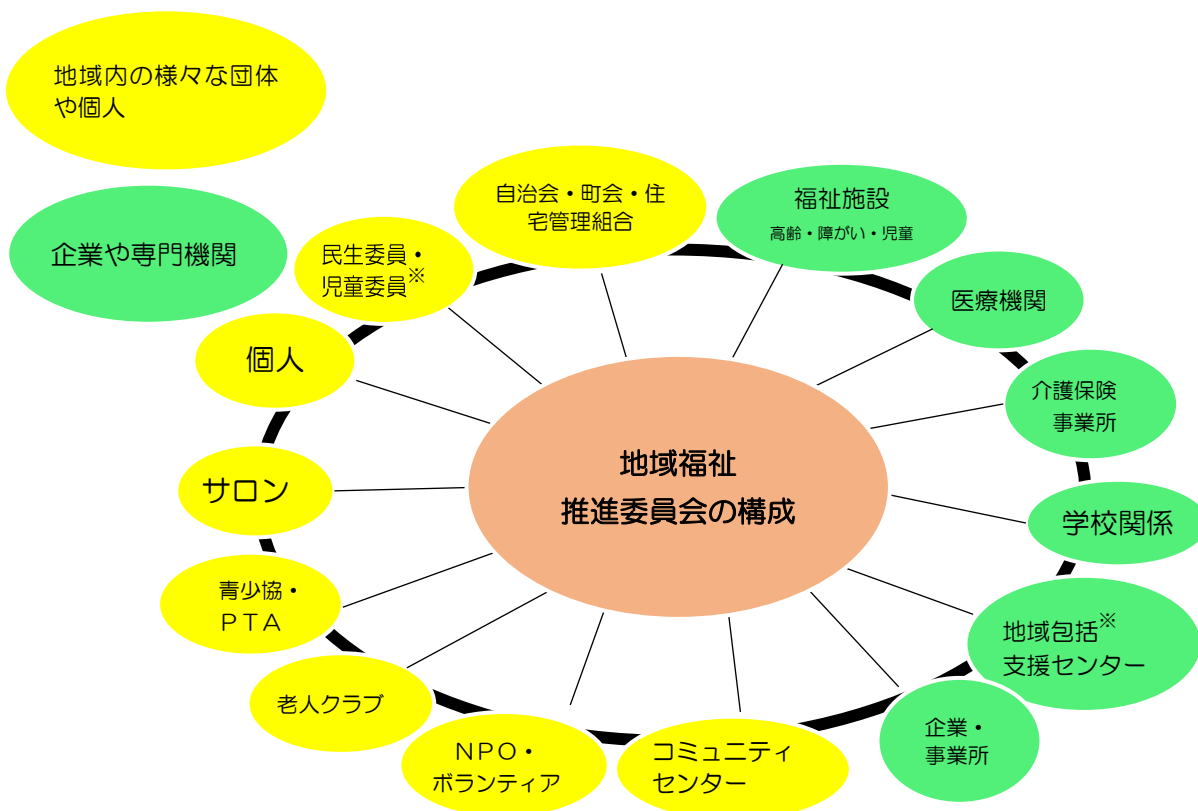 地域内の様々な団体
や個人
企業や専門機関
自治会・町会・住
宅管理組合
福祉施設
高齢・障がい・児童
民生委員・
児童委員※
医療機関
個人
介護保険
事業所
地域福祉
推進委員会の構成
サロン
学校関係
青少協・
ＰＴＡ
地域包括※
支援センター
老人クラブ
企業・
事業所
ＮＰＯ・
ボランティア
コミュニティ
センター